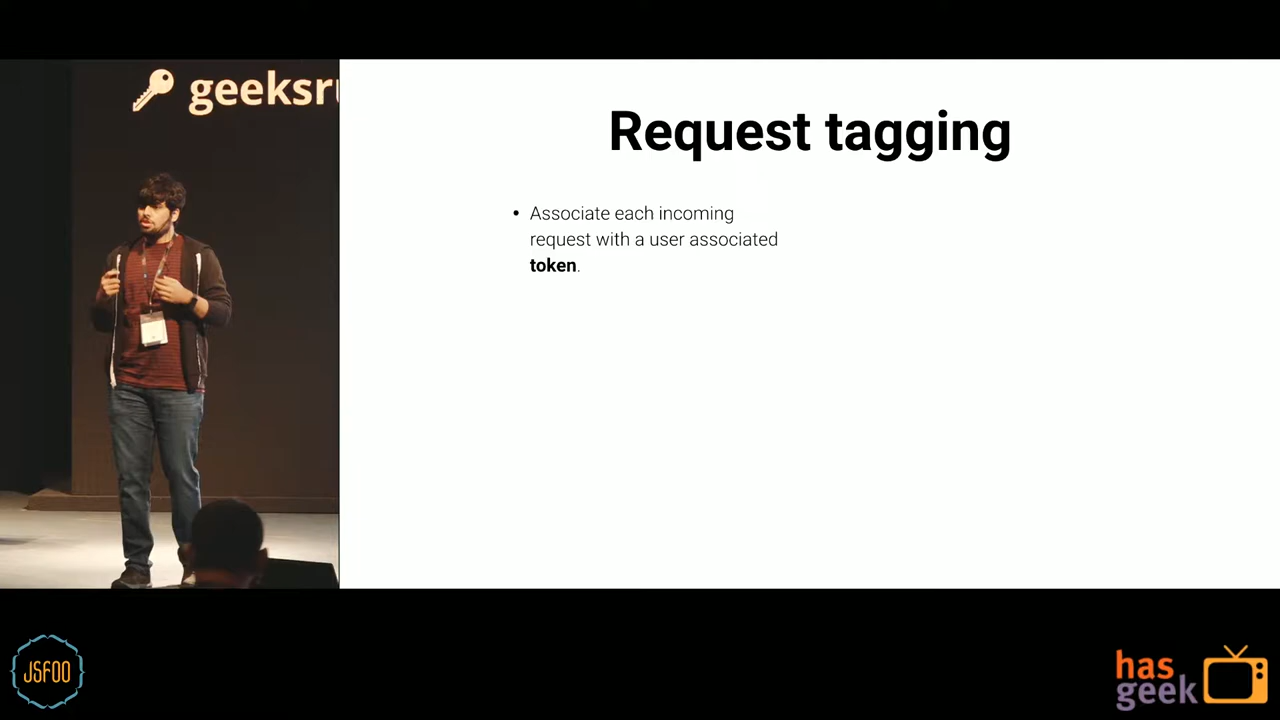 geeksr
Request tagging
• Associate each incoming
request with a user associated
token.
JSFOO
has
geek